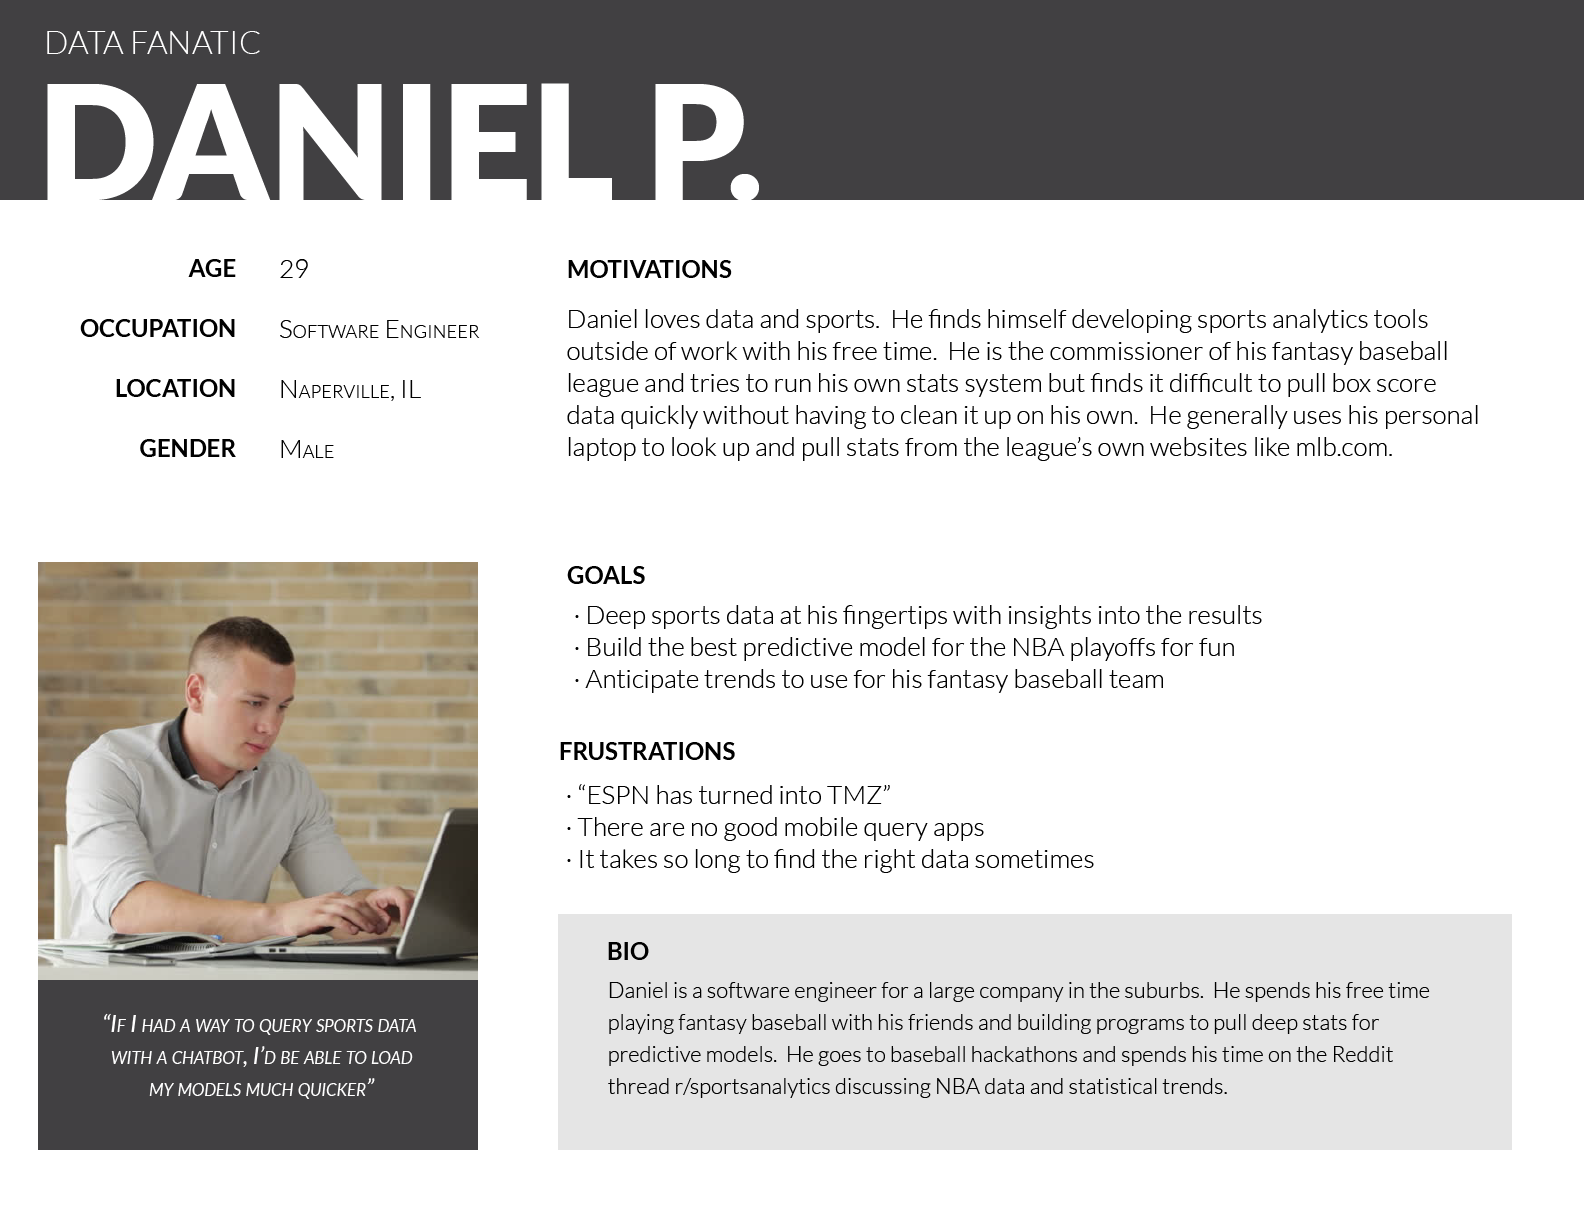 DATA FANATIC
DANIEL P.
AGE 29
OCCUPATION Software Engineer
LOCATION Naperville, IL
GENDER Male
MOTIVATIONS
Daniel loves data and sports.  He finds himself developing sports analytics tools
outside of work with his free time.  He is the commissioner of his fantasy baseball
league and tries to run his own stats system but finds it difficult to pull box score
data quickly without having to clean it up on his own.  He generally uses his personal
laptop to look up and pull stats from the league’s own websites like mlb.com.
GOALS
· Deep sports data at his fingertips with insights into the results
· Build the best predictive model for the NBA playoffs for fun
· Anticipate trends to use for his fantasy baseball team
FRUSTRATIONS
· “ESPN has turned into TMZ”
· There are no good mobile query apps
· It takes so long to find the right data sometimes
“If I had a way to query sports data
with a chatbot, I’d be able to load
my models much quicker”
BIO
Daniel is a software engineer for a large company in the suburbs.  He spends his free time
playing fantasy baseball with his friends and building programs to pull deep stats for
predictive models.  He goes to baseball hackathons and spends his time on the Reddit
thread r/sportsanalytics discussing NBA data and statistical trends.